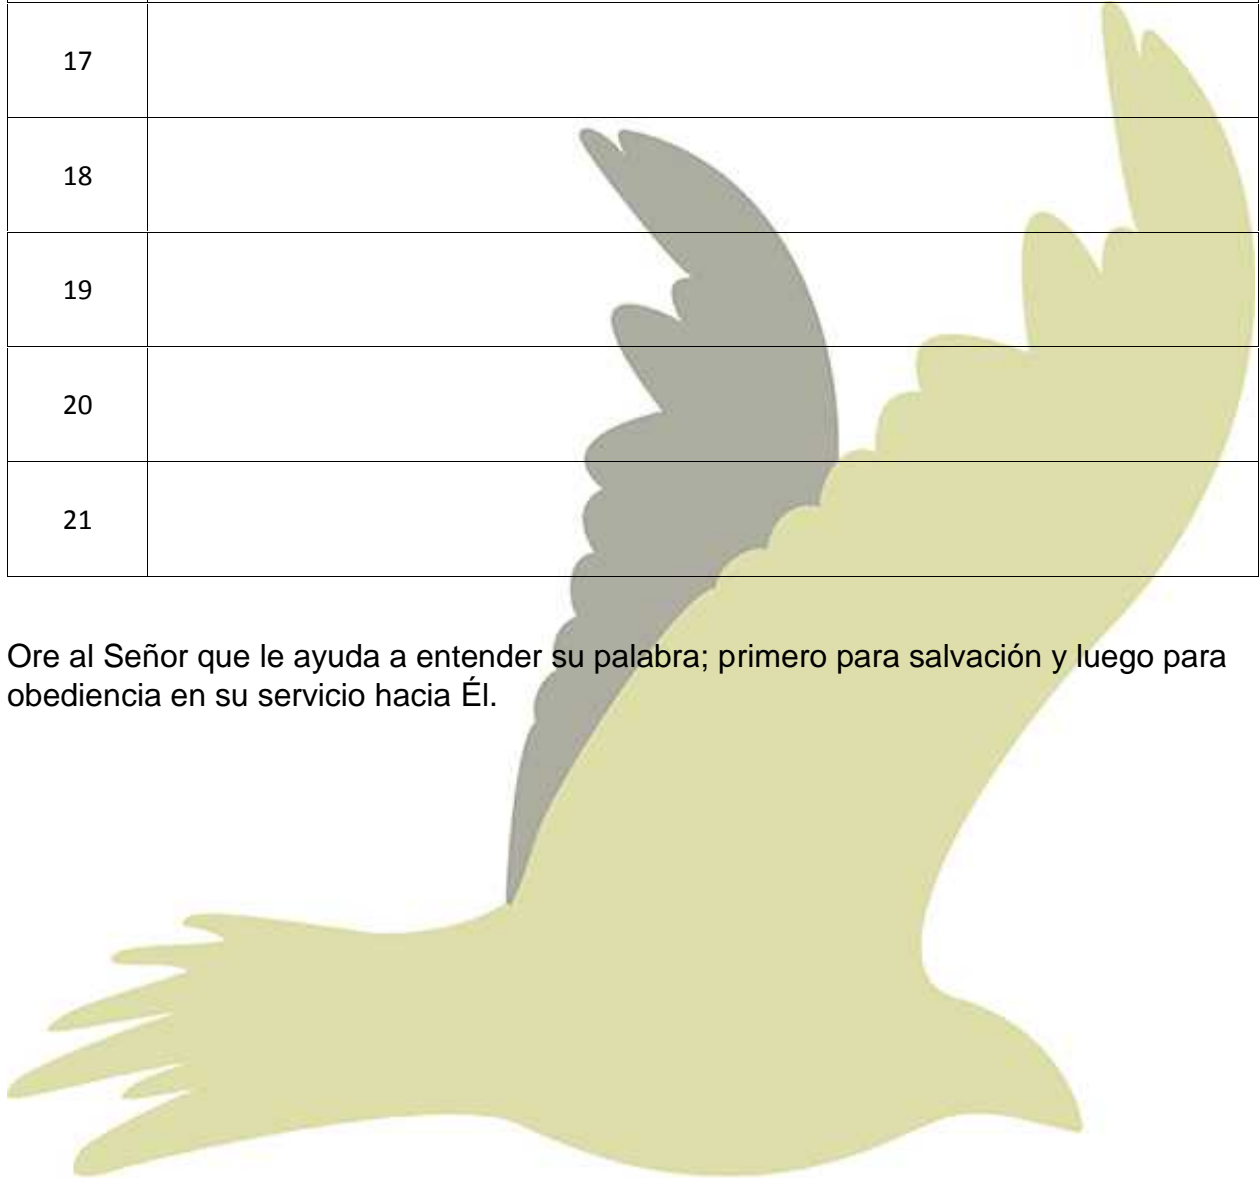 17
18
19
20
21
Ore al Señor que le ayuda a entender su palabra; primero para salvación y luego para
obediencia en su servicio hacia Él.